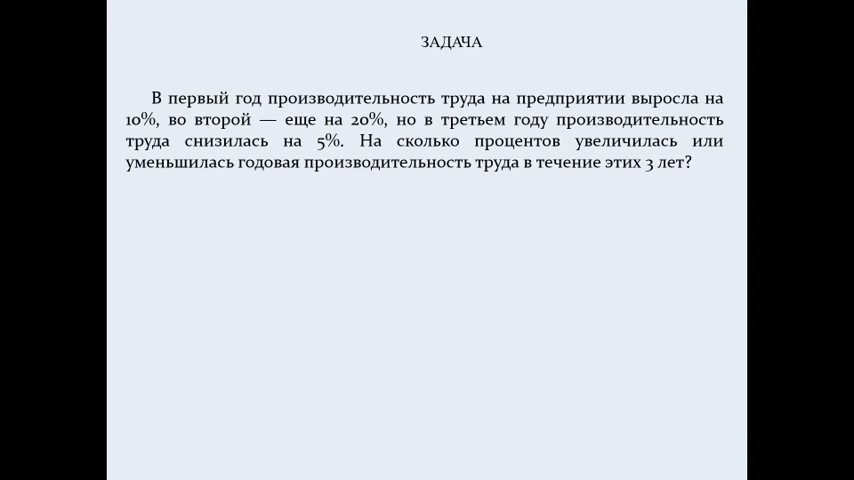 ЗАДАЧА
В первый год производительность труда на предприятии выросла на
10%, во второй — еще на 20%, но в третьем году производительность
труда снизилась на 5%. На сколько процентов увеличилась или
уменьшилась годовая производительность труда в течение этих 3 лет?